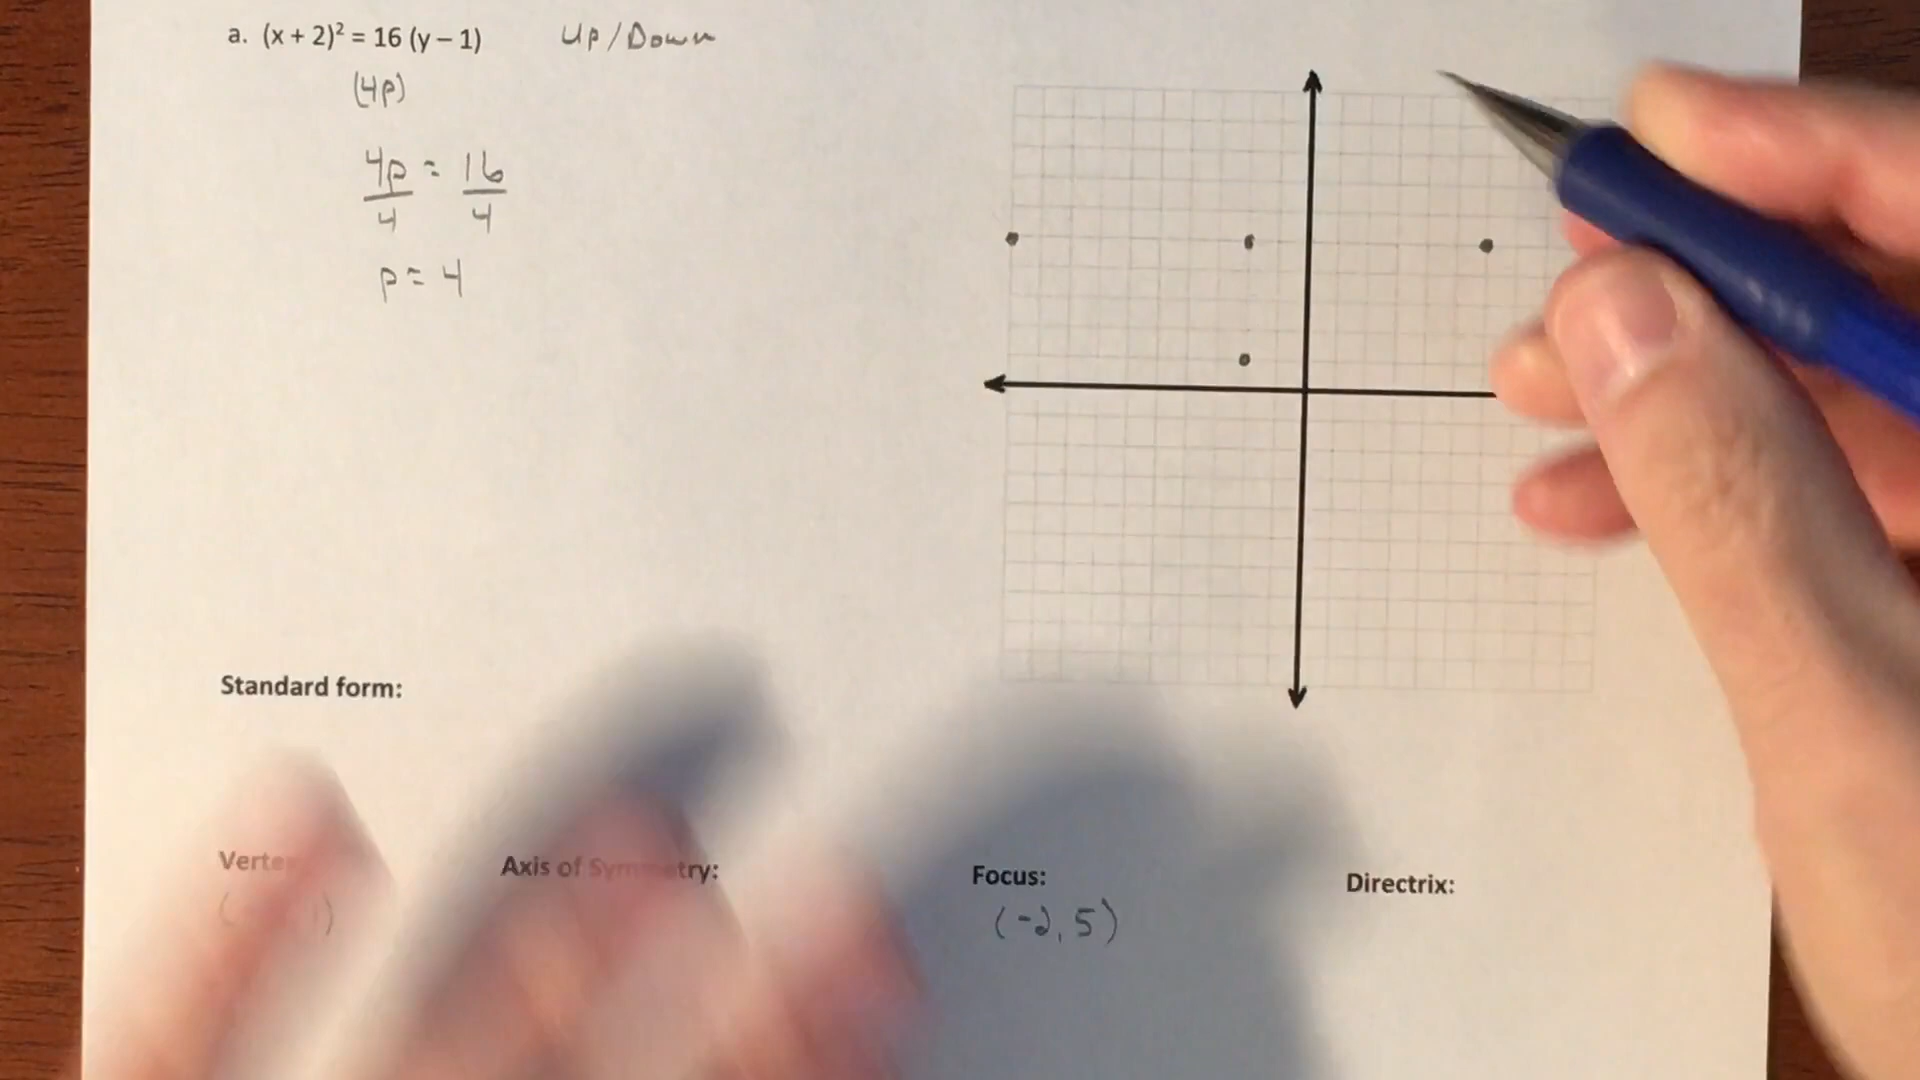 a. (x + 2)² = 16 (y – 1) Up/Down
(4p)
4p = 16
4 4
p = 4
Standard form:
Axis of Symmetry:
Focus:
Directrix:
(-2, 5)